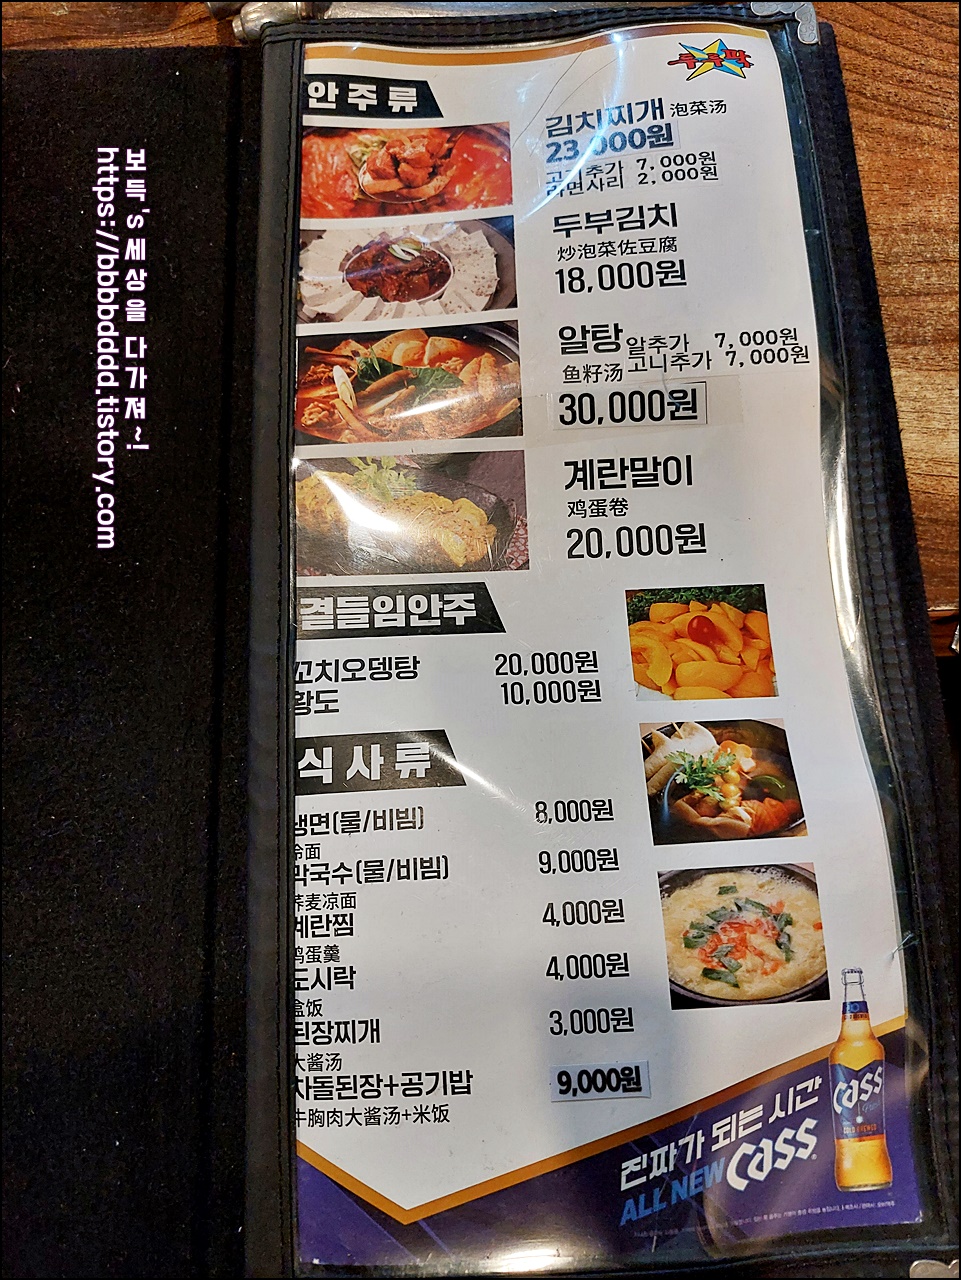 보득's 세상을 다가져~!
https://bbbbdddd.tistory.com
안주류
김치찌개 泡菜汤
23,000원
고니추가 7,000원
라면사리 2,000원
두부김치
炒泡菜佐豆腐
18,000원
알탕 알추가 7,000원
鱼籽汤 고니추가 7,000원
30,000원
계란말이
鸡蛋卷
20,000원
곁들임안주
꼬치오뎅탕 20,000원
황도 10,000원
식사류
냉면(물/비빔) 8,000원
冷面
막국수(물/비빔) 9,000원
荞麦凉面
계란찜 4,000원
鸡蛋羹
도시락 4,000원
盒饭
된장찌개 3,000원
大酱汤
차돌된장+공기밥 9,000원
牛胸肉大酱汤+米饭
진짜가 되는 시간
ALL NEW Cass
Cass